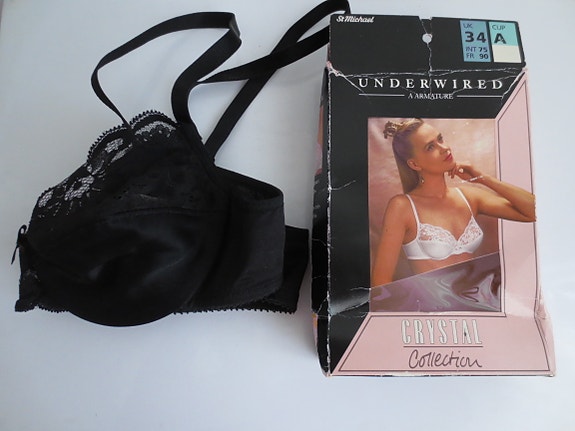 St Michael
UK 34 CUP A
INT 75
FR 90
UNDERWIRED
A ARMATURE
CRYSTAL
Collection